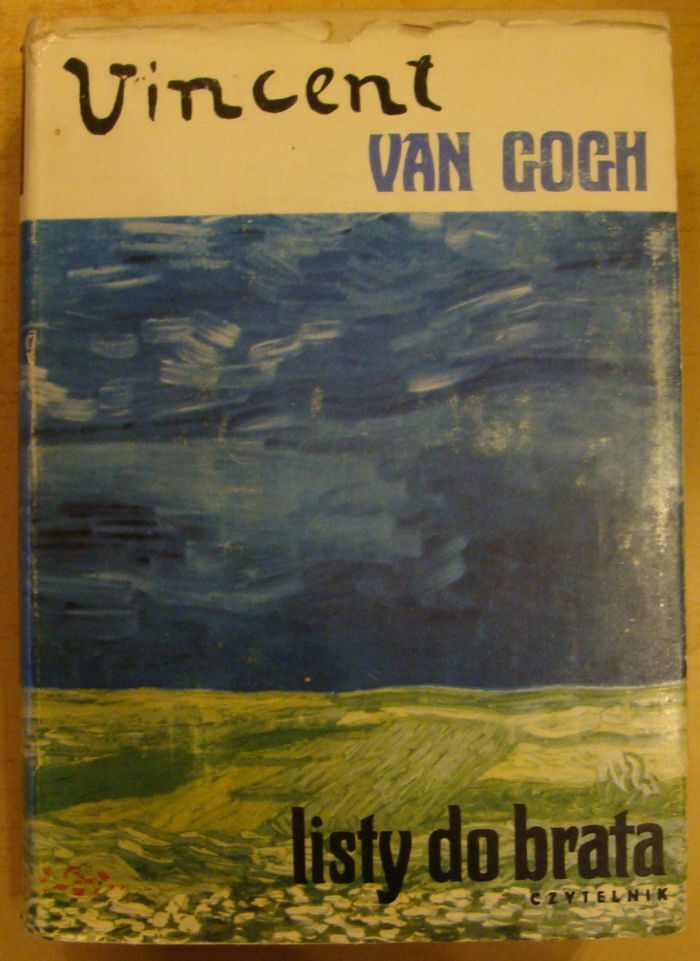 Vincent
VAN GOGH
listy do brata
CZYTELNIK